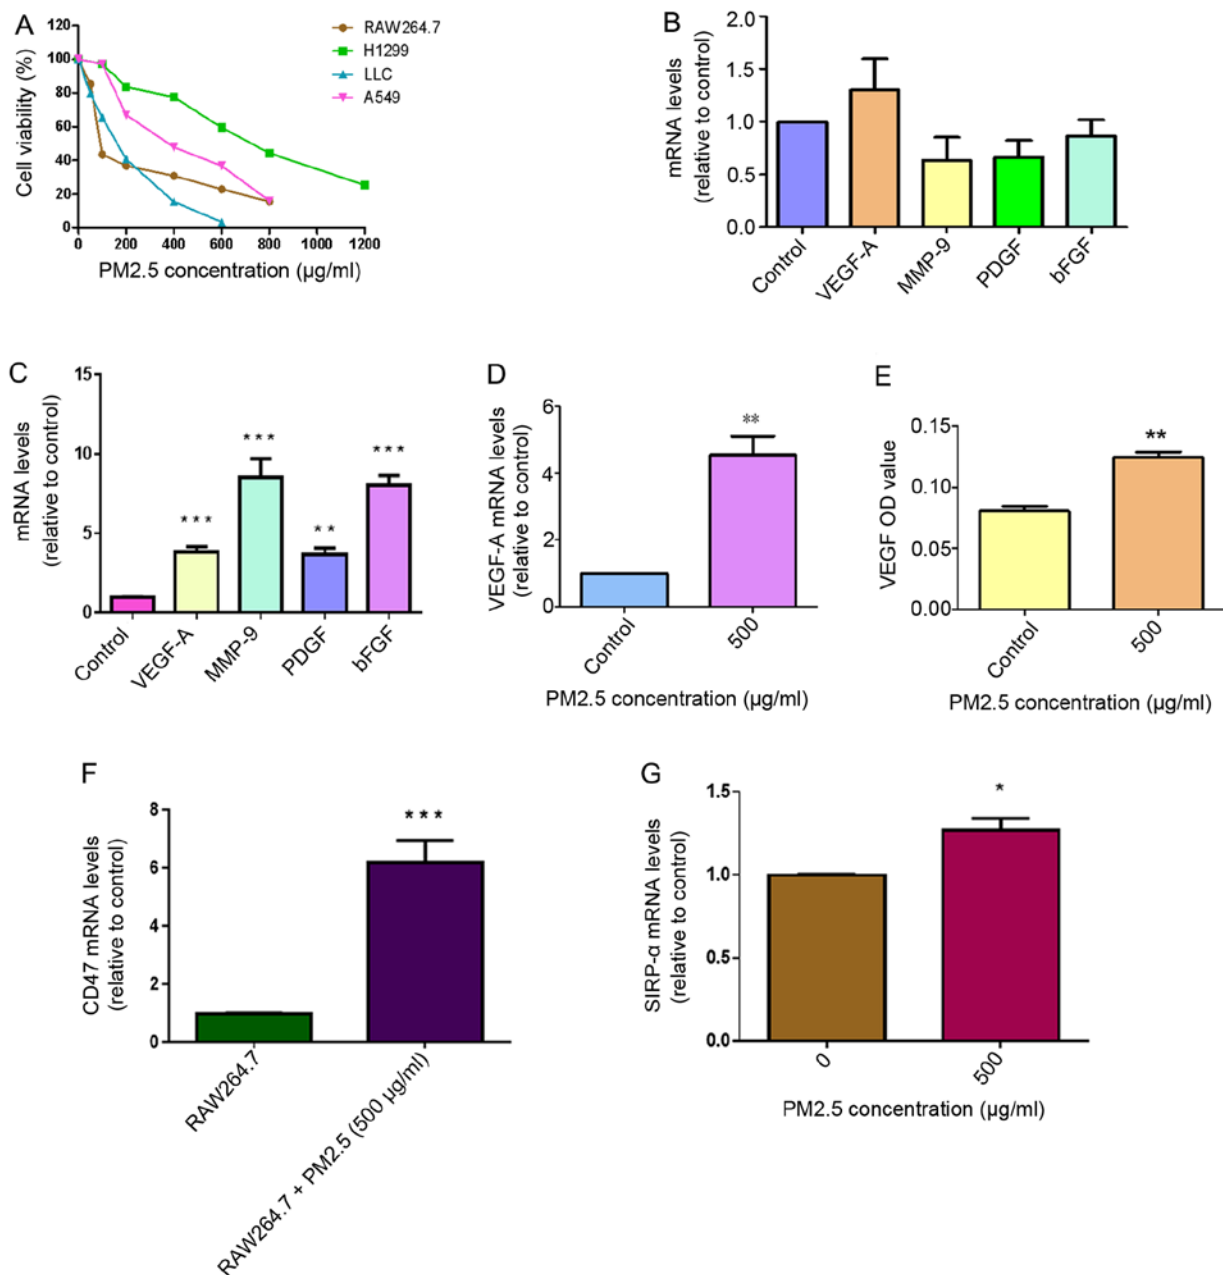 A
Cell viability (%)
120
100
80
60
40
20
0
0 200 400 600 800 1000 1200
PM2.5 concentration (µg/ml)
RAW264.7
H1299
LLC
A549
B
mRNA levels
(relative to control)
2.0
1.5
1.0
0.5
0.0
Control VEGF-A MMP-9 PDGF bFGF
C
mRNA levels
(relative to control)
15
10
5
0
*** *** ** ***
Control VEGF-A MMP-9 PDGF bFGF
D
VEGF-A mRNA levels
(relative to control)
6
4
2
0
**
Control 500
PM2.5 concentration (µg/ml)
E
VEGF OD value
0.15
0.10
0.05
0.00
**
Control 500
PM2.5 concentration (µg/ml)
F
CD47 mRNA levels
(relative to control)
8
6
4
2
0
***
RAW264.7
RAW264.7 + PM2.5 (500 µg/ml)
G
SIRP-α mRNA levels
(relative to control)
1.5
1.0
0.5
0.0
*
0 500
PM2.5 concentration (µg/ml)